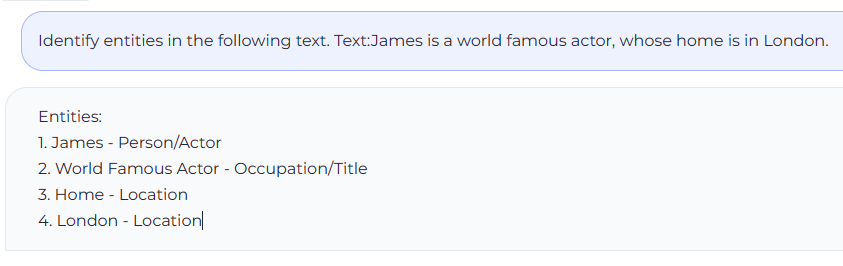 Identify entities in the following text. Text:James is a world famous actor, whose home is in London.
Entities:
1. James - Person/Actor
2. World Famous Actor - Occupation/Title
3. Home - Location
4. London - Location